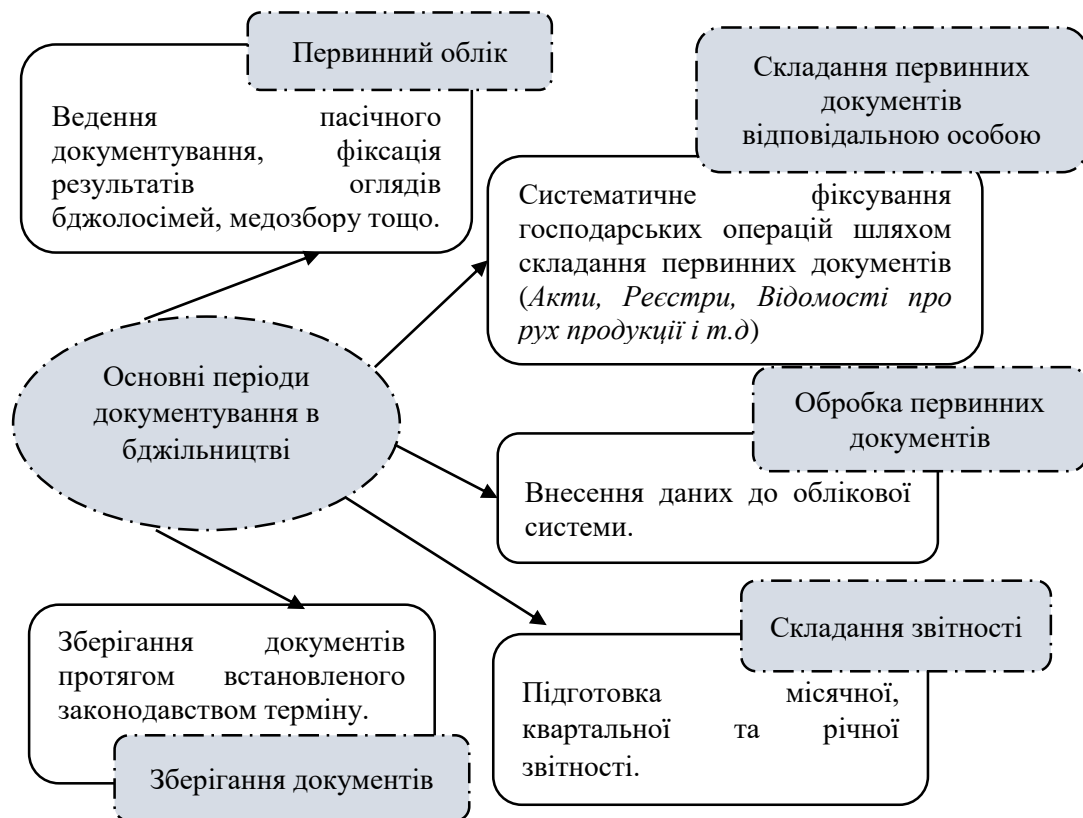 Первинний облік
Ведення пасічного
документування, фіксація
результатів оглядів
бджолосімей, медозбору тощо.
Складання первинних
документів
відповідальною особою
Систематичне фіксування
господарських операцій шляхом
складання первинних документів
(Акти, Реєстри, Відомості про
рух продукції і т.д)
Основні періоди
документування в
бджільництві
Обробка первинних
документів
Внесення даних до облікової
системи.
Складання звітності
Підготовка місячної,
квартальної та річної
звітності.
Зберігання документів
протягом встановленого
законодавством терміну.
Зберігання документів